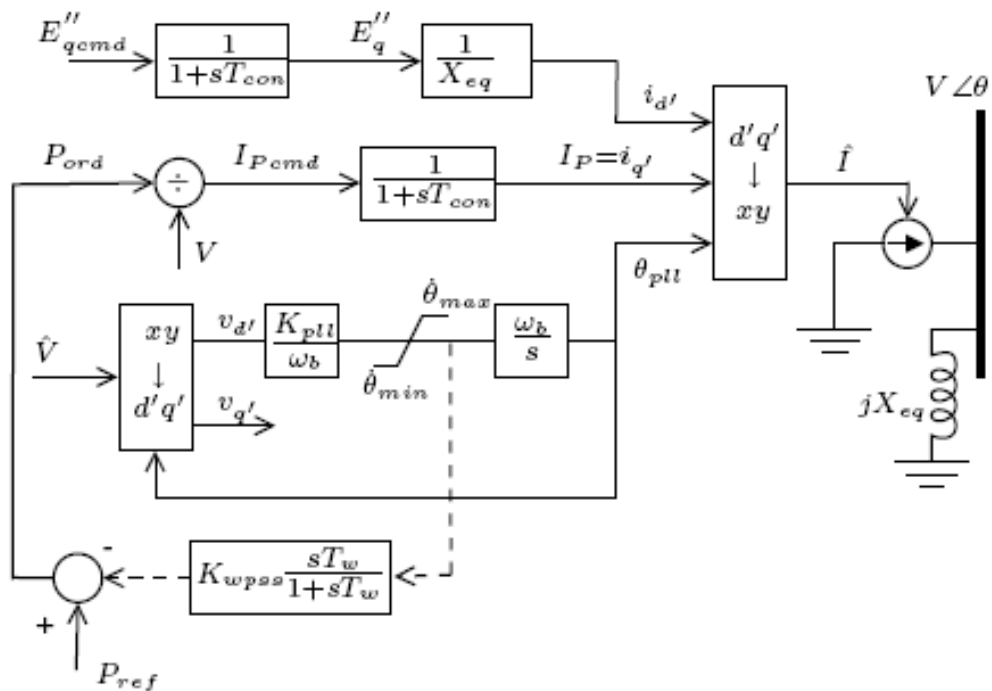 E''qcmd
1
1+sTcon
E''q
1
Xeq
id'
V∠θ
d'q'
↓
xy
Î
Pord
÷
IPcmd
1
1+sTcon
IP=iq'
V
θpll
V̂
xy
↓
d'q'
vd'
vq'
Kpll
ωb
θ̇max
θ̇min
ωb
s
jXeq
-
+
Kwpss sTw
1+sTw
Pref